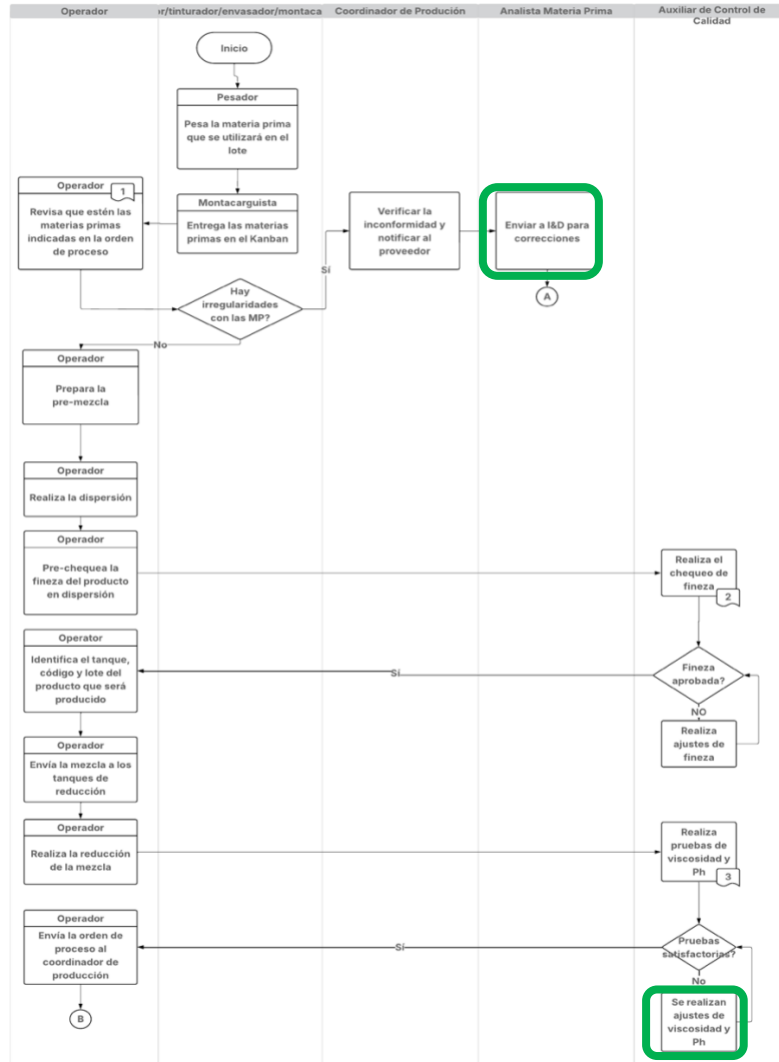 Operador
or/tinturador/envasador/montaca
Coordinador de Produción
Analista Materia Prima
Auxiliar de Control de
Calidad
Inicio
Pesador
Pesa la materia prima
que se utilizará en el
lote
Operador
1
Revisa que estén las
materias primas
indicadas en la orden
de proceso
Montacarguista
Entrega las materias
primas en el Kanban
Verificar la
inconformidad y
notificar al
proveedor
Enviar a I&D para
correcciones
Sí
A
Hay
irregularidades
con las MP?
No
Operador
Prepara la
pre-mezcla
Operador
Realiza la dispersión
Operador
Pre-chequea la
fineza del producto
en dispersión
Realiza el
chequeo de
fineza
2
Operator
Identifica el tanque,
código y lote del
producto que será
producido
Sí
Fineza
aprobada?
NO
Realiza
ajustes de
fineza
Operador
Envía la mezcla a los
tanques de
reducción
Operador
Realiza la reducción
de la mezcla
Realiza
pruebas de
viscosidad y
Ph
3
Operador
Envía la orden de
proceso al
coordinador de
producción
Sí
Pruebas
satisfactorias?
No
Se realizan
ajustes de
viscosidad y
Ph
B